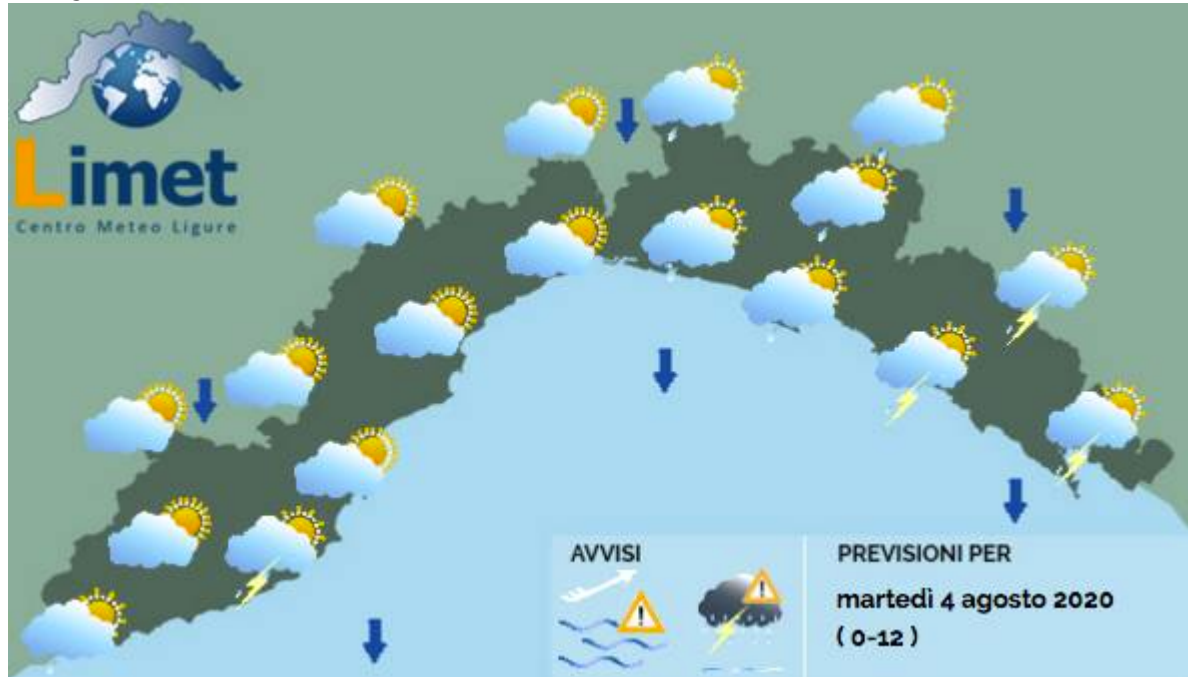 Limet
Centro Meteo Ligure
AVVISI
PREVISIONI PER
martedì 4 agosto 2020
( 0-12 )